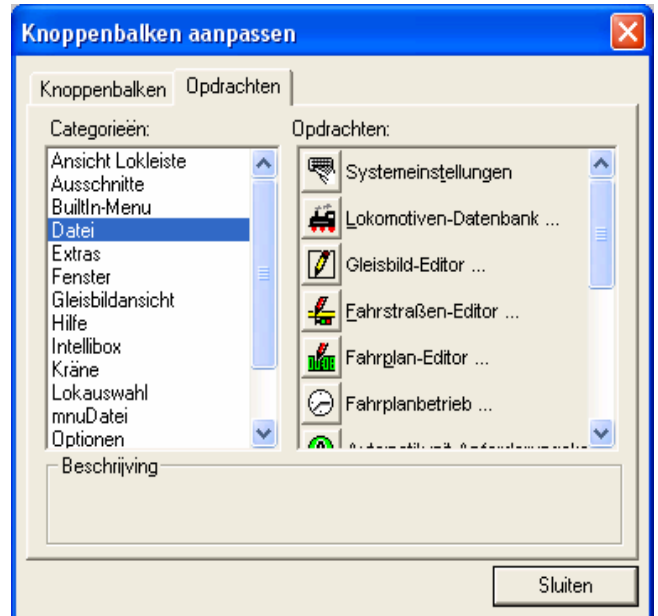 Knoppenbalken aanpassen
Knoppenbalken
Opdrachten
Categorieën:
Ansicht Lokleiste
Ausschnitte
BuiltIn-Menu
Datei
Extras
Fenster
Gleisbildansicht
Hilfe
Intellibox
Kräne
Lokauswahl
mnuDatei
Optionen
Opdrachten:
Systemeinstellungen
Lokomotiven-Datenbank ...
Gleisbild-Editor ...
Fahrstraßen-Editor ...
Fahrplan-Editor ...
Fahrplanbetrieb ...
Beschrijving
Sluiten